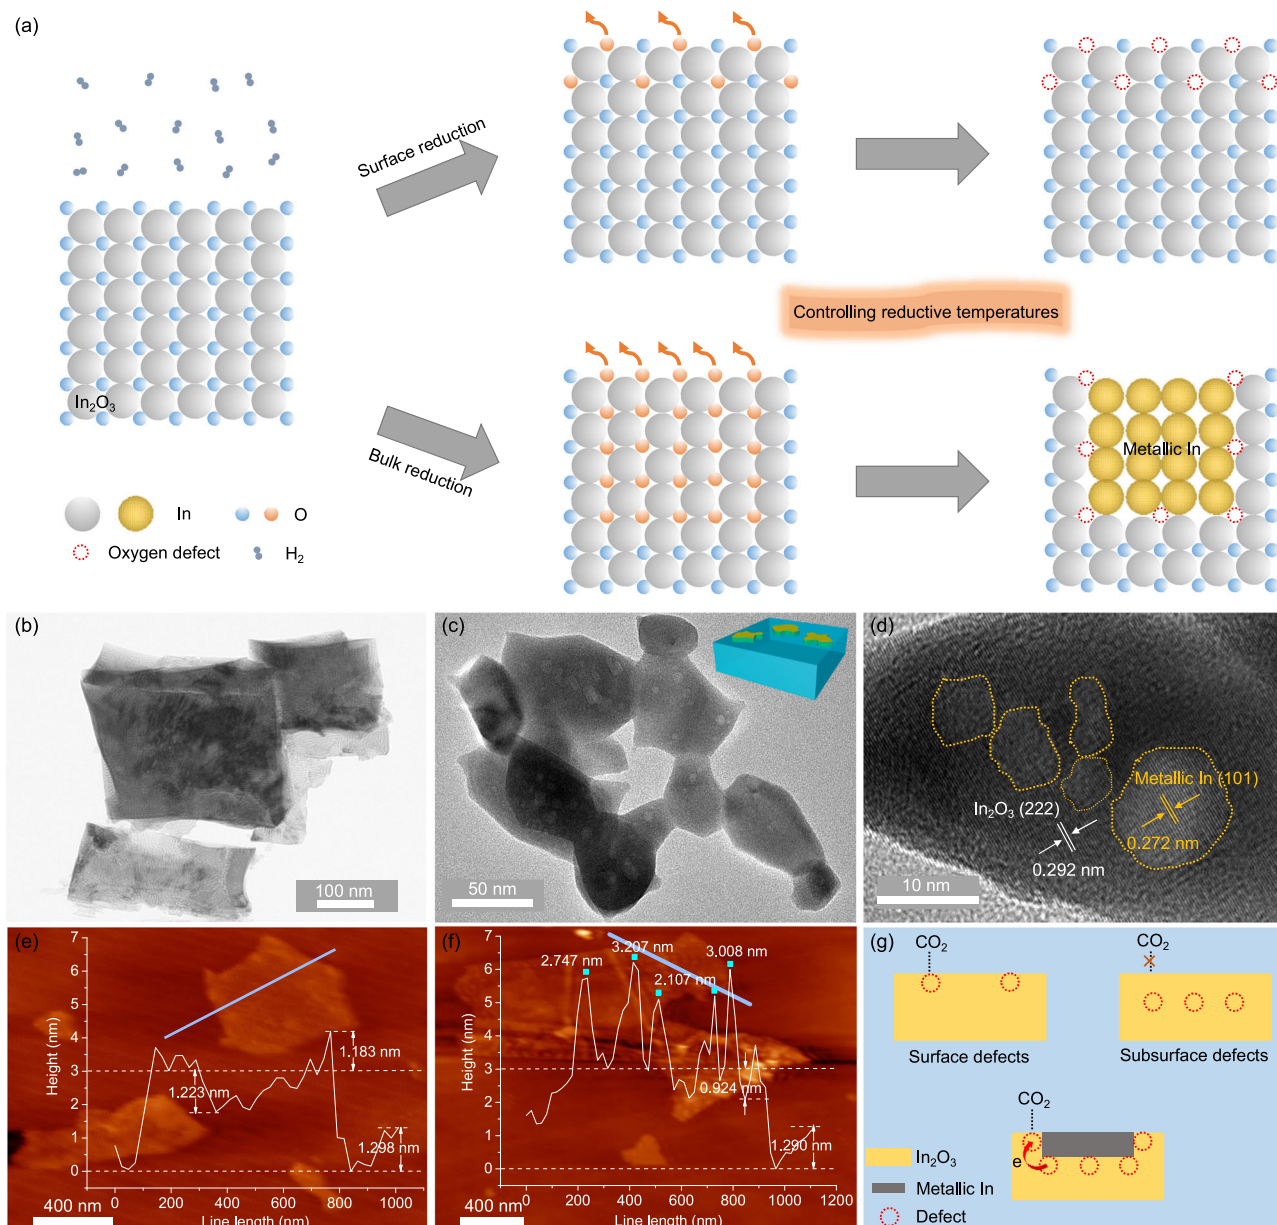 (a)
Surface reduction
Controlling reductive temperatures
In₂O₃
Bulk reduction
Metallic In
In
O
Oxygen defect
H₂
(b)
100 nm
(c)
50 nm
(d)
Metallic In (101)
In₂O₃ (222)
0.272 nm
0.292 nm
10 nm
(e)
7
6
5
4
3
2
1
0
Height (nm)
1.183 nm
1.223 nm
1.298 nm
0
200
400
600
800
1000
Line length (nm)
400 nm
(f)
7
6
5
4
3
2
1
0
Height (nm)
2.747 nm
3.207 nm
2.107 nm
3.008 nm
0.924 nm
1.290 nm
0
200
400
600
800
1000
1200
Line length (nm)
400 nm
(g)
CO₂
CO₂
Surface defects
Subsurface defects
CO₂
e
In₂O₃
Metallic In
Defect